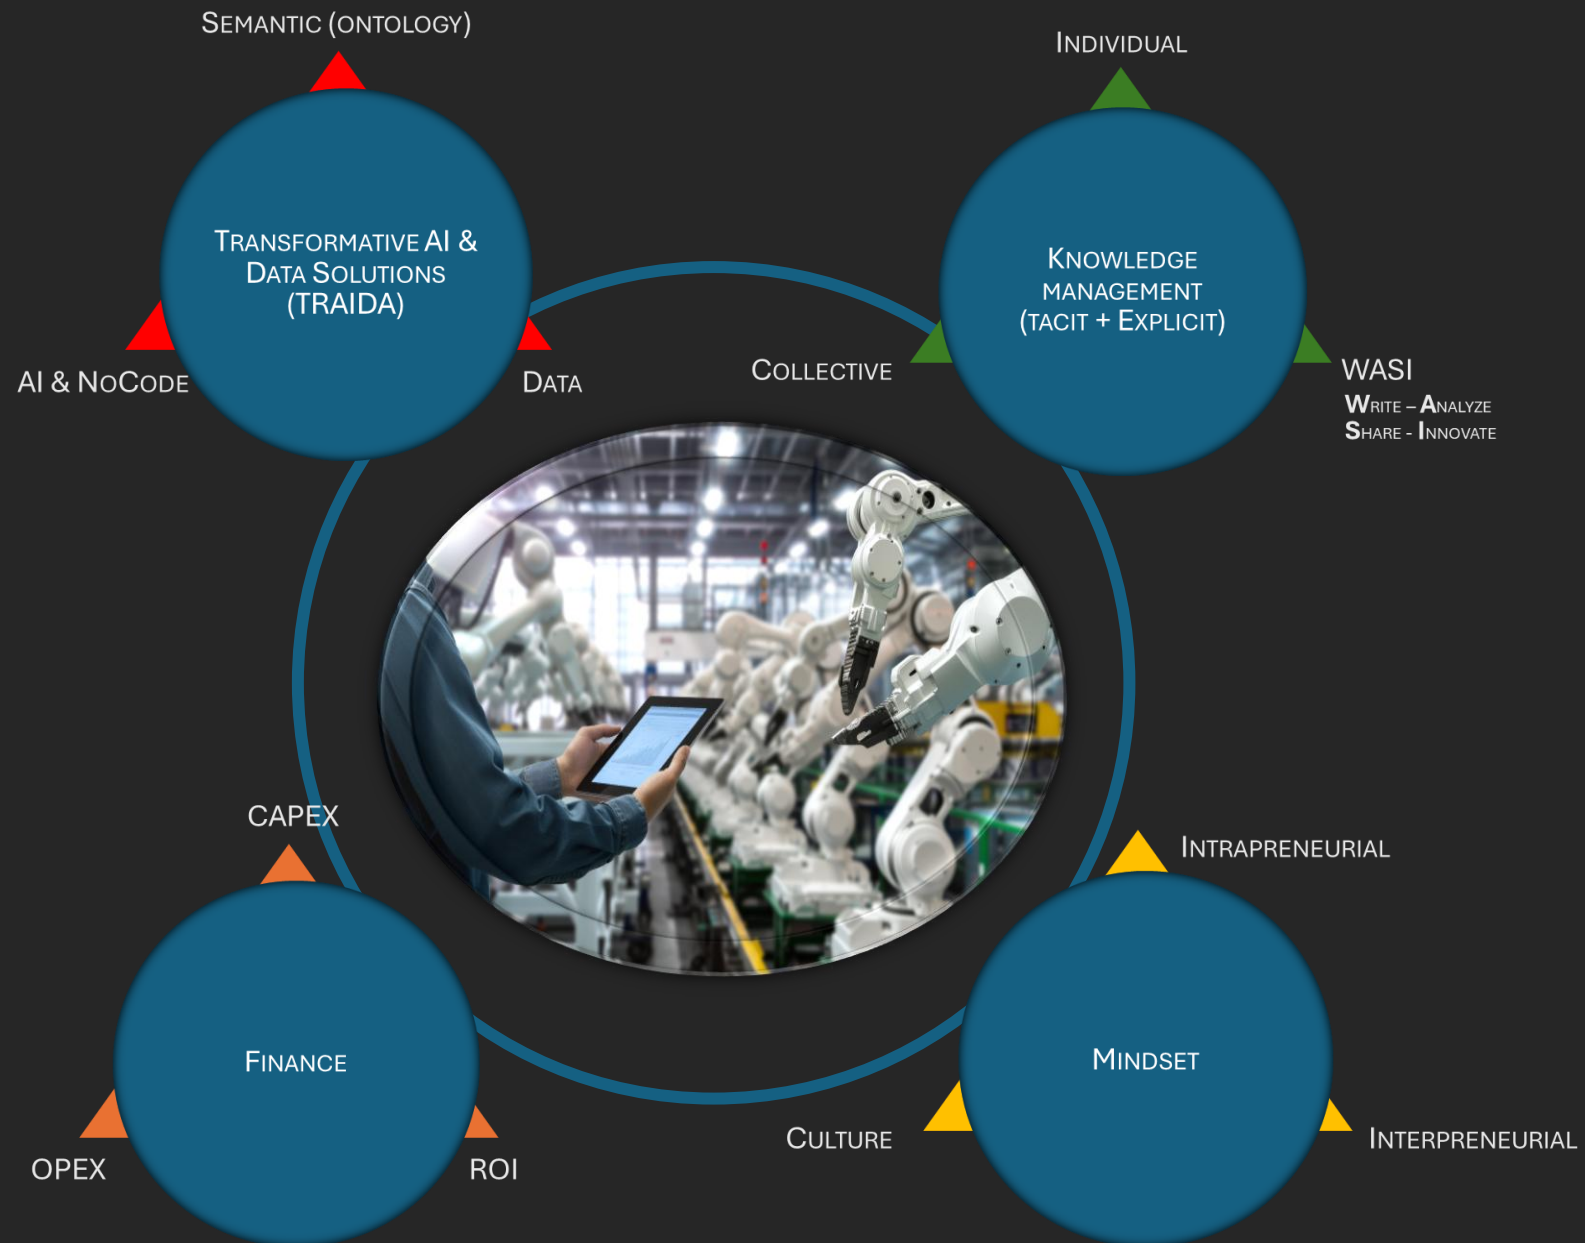 Semantic (ontology)
Transformative AI &
Data Solutions
(TRAIDA)
AI & NoCode
Data
Individual
Knowledge
management
(tacit + Explicit)
Collective
WASI
Write – Analyze
Share - Innovate
CAPEX
Finance
OPEX
ROI
Intrapreneurial
Mindset
Culture
Interpreneurial